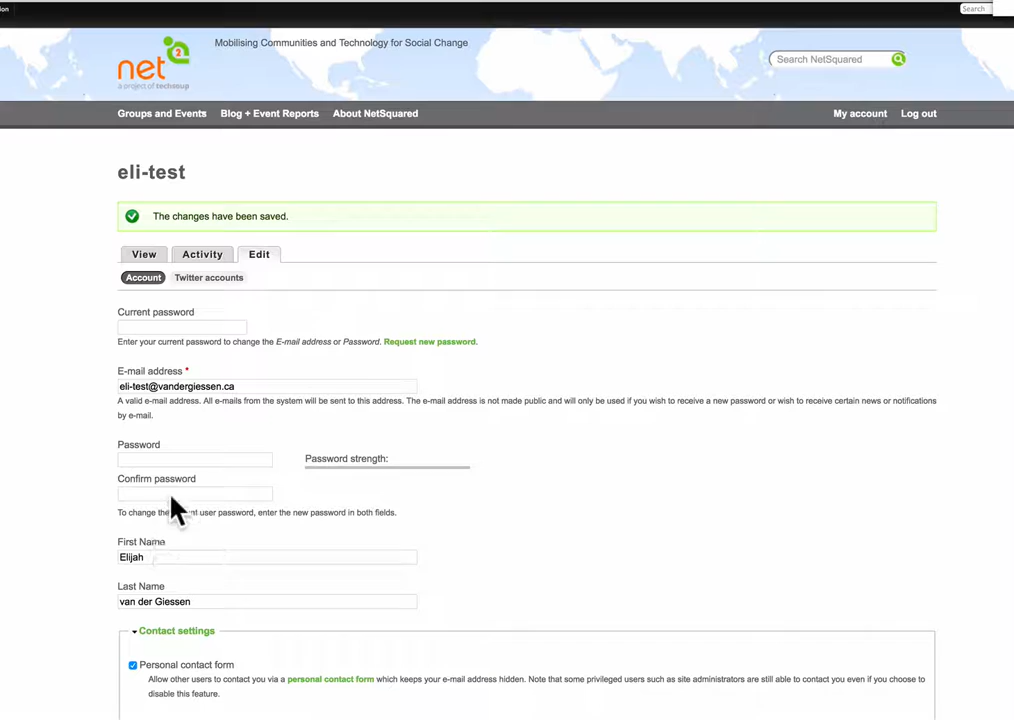 on
Search
Mobilising Communities and Technology for Social Change
net2
a project of techsoup
Search NetSquared
Groups and Events Blog + Event Reports About NetSquared My account Log out
eli-test
The changes have been saved.
View Activity Edit
Account Twitter accounts
Current password
Enter your current password to change the E-mail address or Password. Request new password.
E-mail address *
eli-test@vandergiessen.ca
A valid e-mail address. All e-mails from the system will be sent to this address. The e-mail address is not made public and will only be used if you wish to receive a new password or wish to receive certain news or notifications
by e-mail.
Password
Password strength:
Confirm password
To change the user password, enter the new password in both fields.
First Name
Elijah
Last Name
van der Giessen
Contact settings
Personal contact form
Allow other users to contact you via a personal contact form which keeps your e-mail address hidden. Note that some privileged users such as site administrators are still able to contact you even if you choose to
disable this feature.